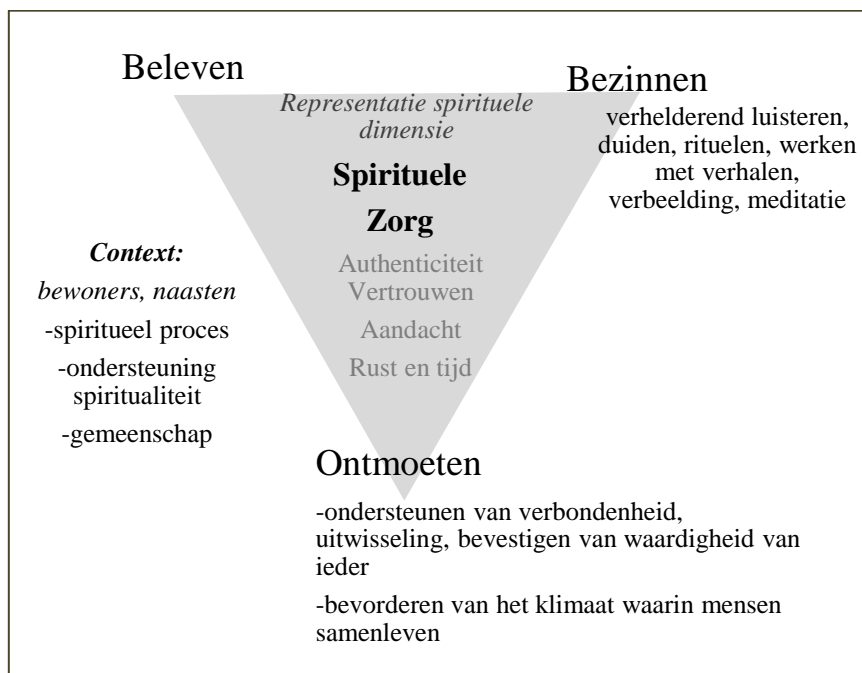 Beleven
Bezinnen
Representatie spirituele
dimensie
verhelderend luisteren,
duiden, rituelen, werken
met verhalen,
verbeelding, meditatie
Spirituele
Zorg
Context:
bewoners, naasten
-spiritueel proces
-ondersteuning
spiritualiteit
-gemeenschap
Authenticiteit
Vertrouwen
Aandacht
Rust en tijd
Ontmoeten
-ondersteunen van verbondenheid,
uitwisseling, bevestigen van waardigheid van
ieder
-bevorderen van het klimaat waarin mensen
samenleven